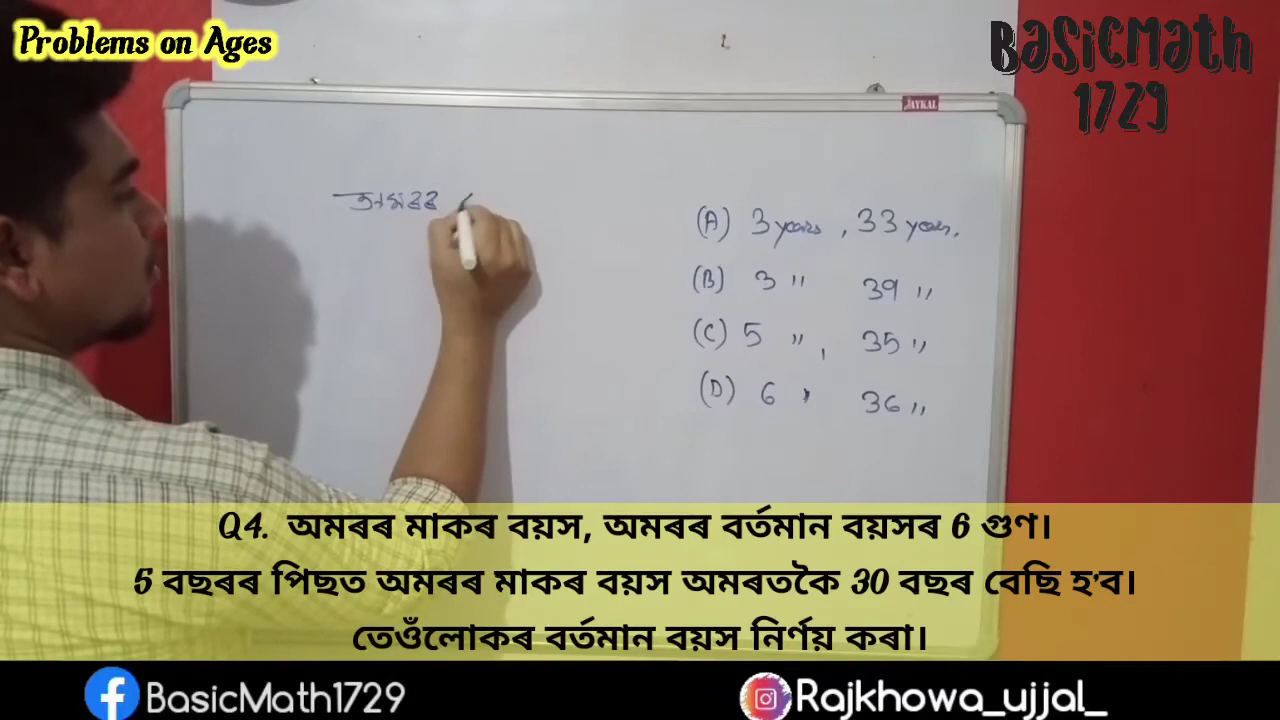 Problems on Ages
BasicMath
1729
JAYKAL
অমৰৰ
(A) 3 years, 33 years.
(B) 3 " 39 "
(C) 5 ", 35 "
(D) 6 " 36 "
Q4. অমৰৰ মাকৰ বয়স, অমৰৰ বৰ্তমান বয়সৰ 6 গুণ।
5 বছৰৰ পিছত অমৰৰ মাকৰ বয়স অমৰতকৈ 30 বছৰ বেছি হ'ব।
তেওঁলোকৰ বৰ্তমান বয়স নিৰ্ণয় কৰা।
BasicMath1729
Rajkhowa_ujjal_